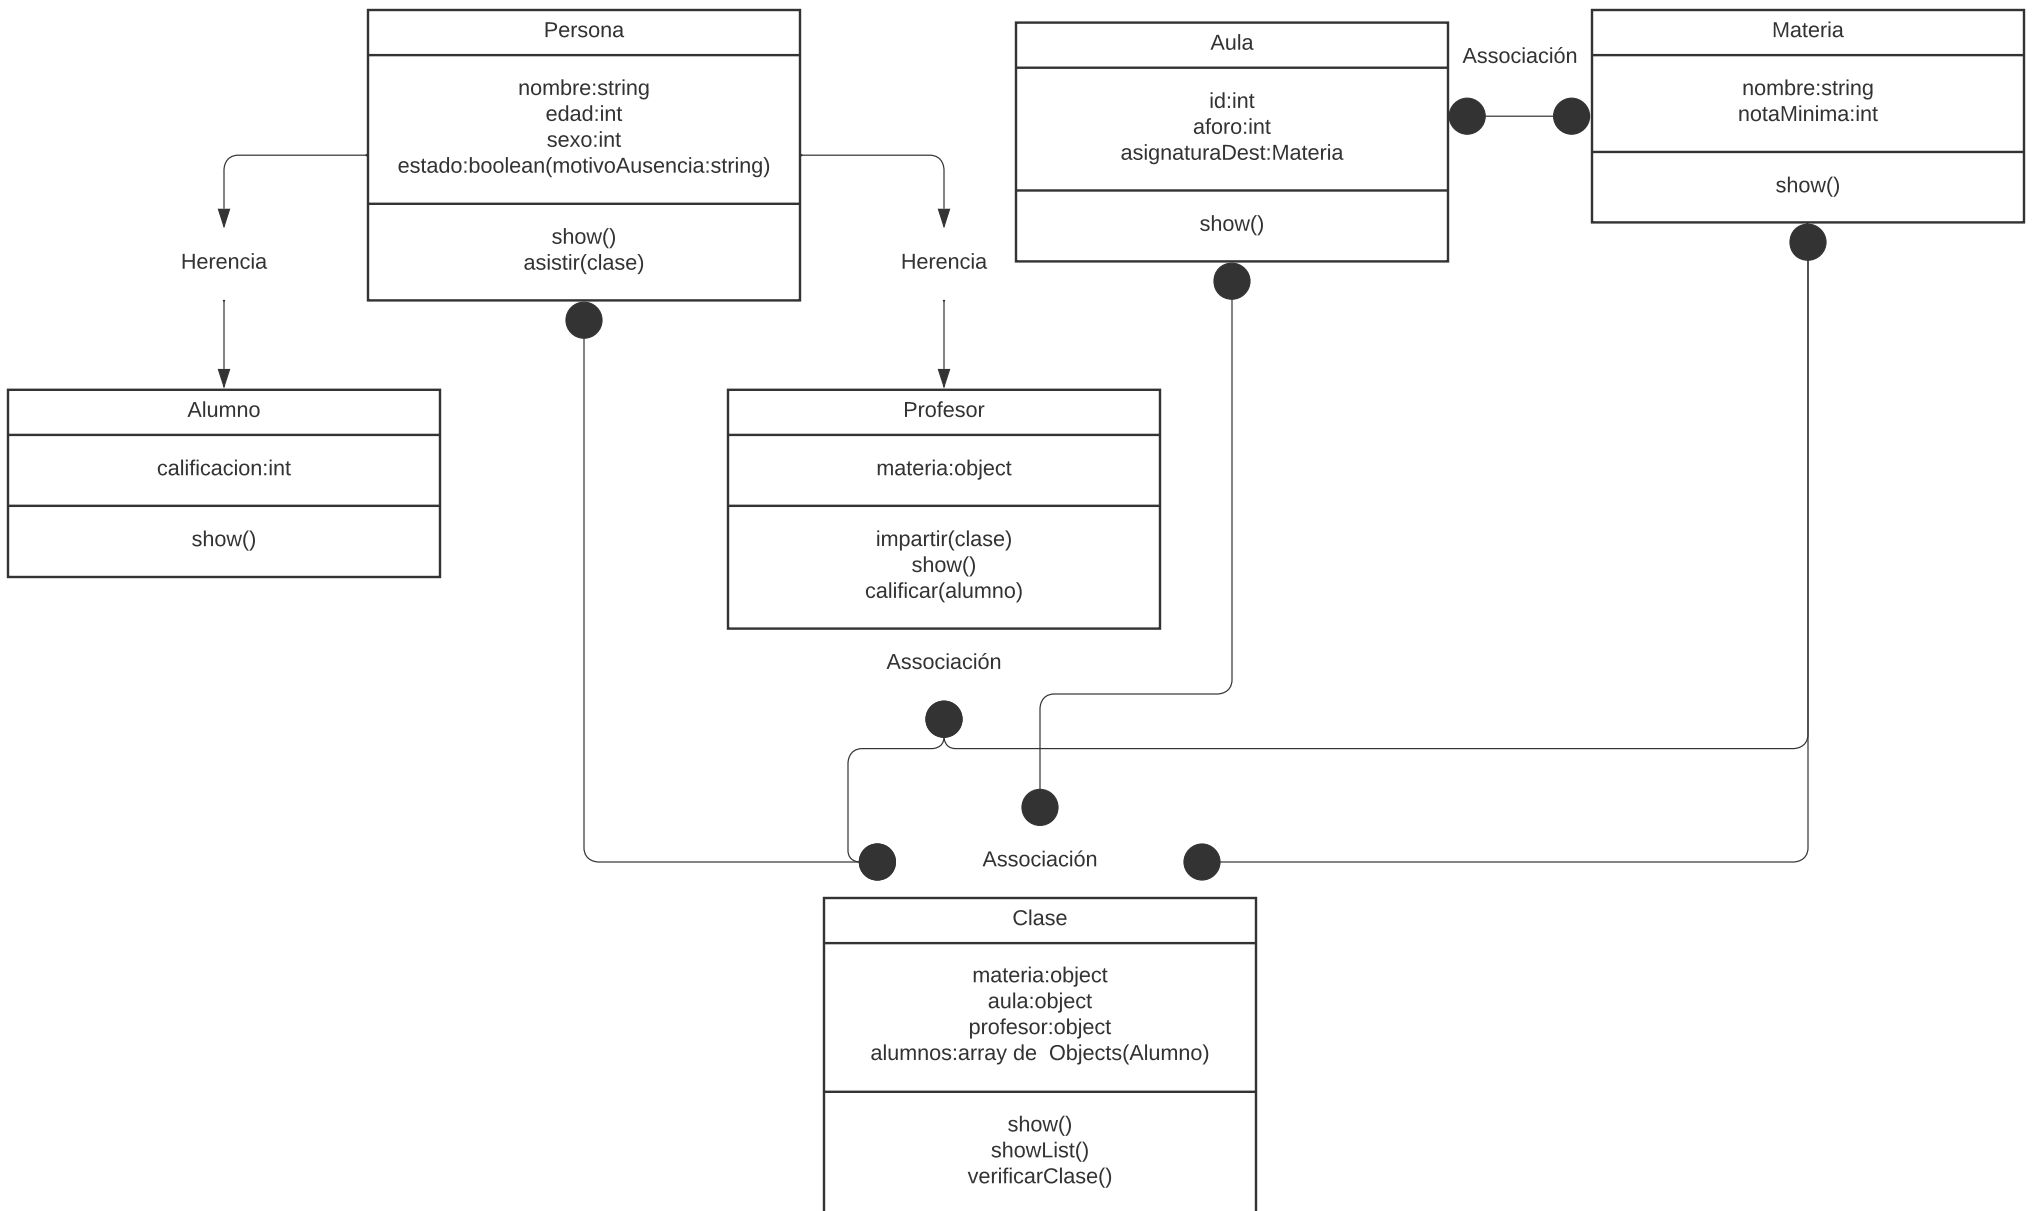 Persona
nombre:string
edad:int
sexo:int
estado:boolean(motivoAusencia:string)
show()
asistir(clase)
Aula
id:int
aforo:int
asignaturaDest:Materia
show()
Associación
Materia
nombre:string
notaMinima:int
show()
Herencia
Herencia
Alumno
calificacion:int
show()
Profesor
materia:object
impartir(clase)
show()
calificar(alumno)
Associación
Associación
Clase
materia:object
aula:object
profesor:object
alumnos:array de  Objects(Alumno)
show()
showList()
verificarClase()